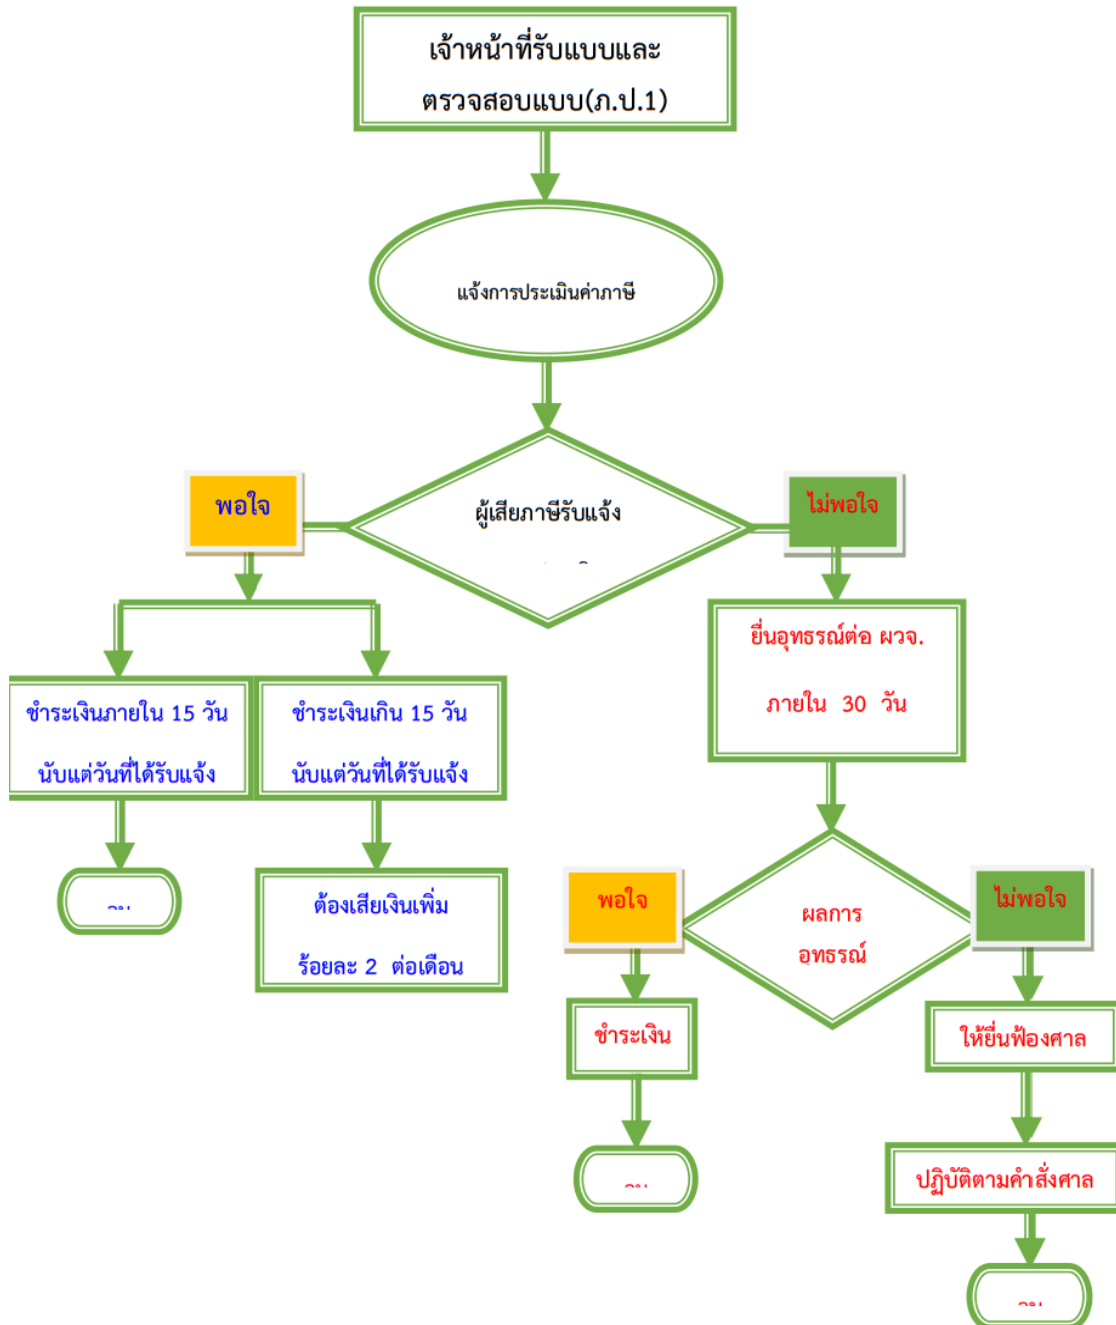 เจ้าหน้าที่รับแบบและ
ตรวจสอบแบบ(ภ.ป.1)
แจ้งการประเมินค่าภาษี
ผู้เสียภาษีรับแจ้ง
พอใจ
ไม่พอใจ
ชำระเงินภายใน 15 วัน
นับแต่วันที่ได้รับแจ้ง
ชำระเงินเกิน 15 วัน
นับแต่วันที่ได้รับแจ้ง
ต้องเสียเงินเพิ่ม
ร้อยละ 2 ต่อเดือน
ยื่นอุทธรณ์ต่อ ผวจ.
ภายใน 30 วัน
ผลการ
อุทธรณ์
พอใจ
ไม่พอใจ
ชำระเงิน
ให้ยื่นฟ้องศาล
ปฏิบัติตามคำสั่งศาล